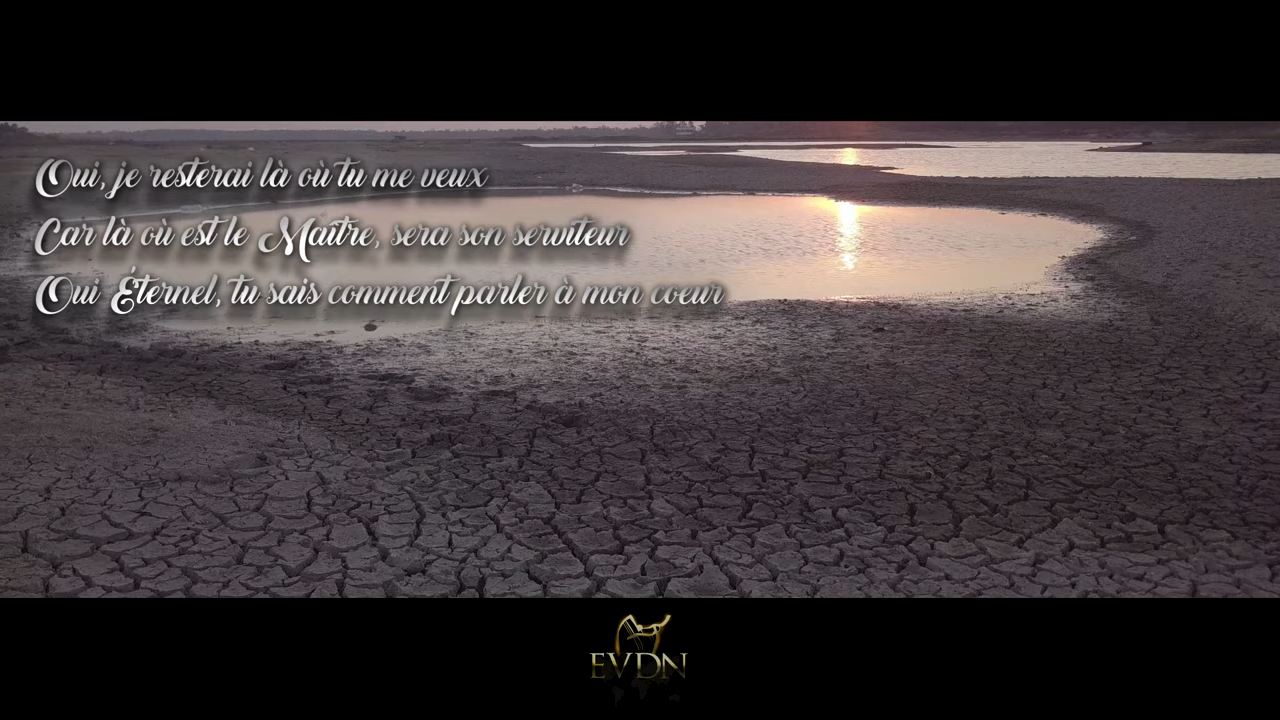 Oui, je resterai là où tu me veux
Car là où est le Maître, sera son serviteur
Oui Éternel, tu sais comment parler à mon coeur
EVDN